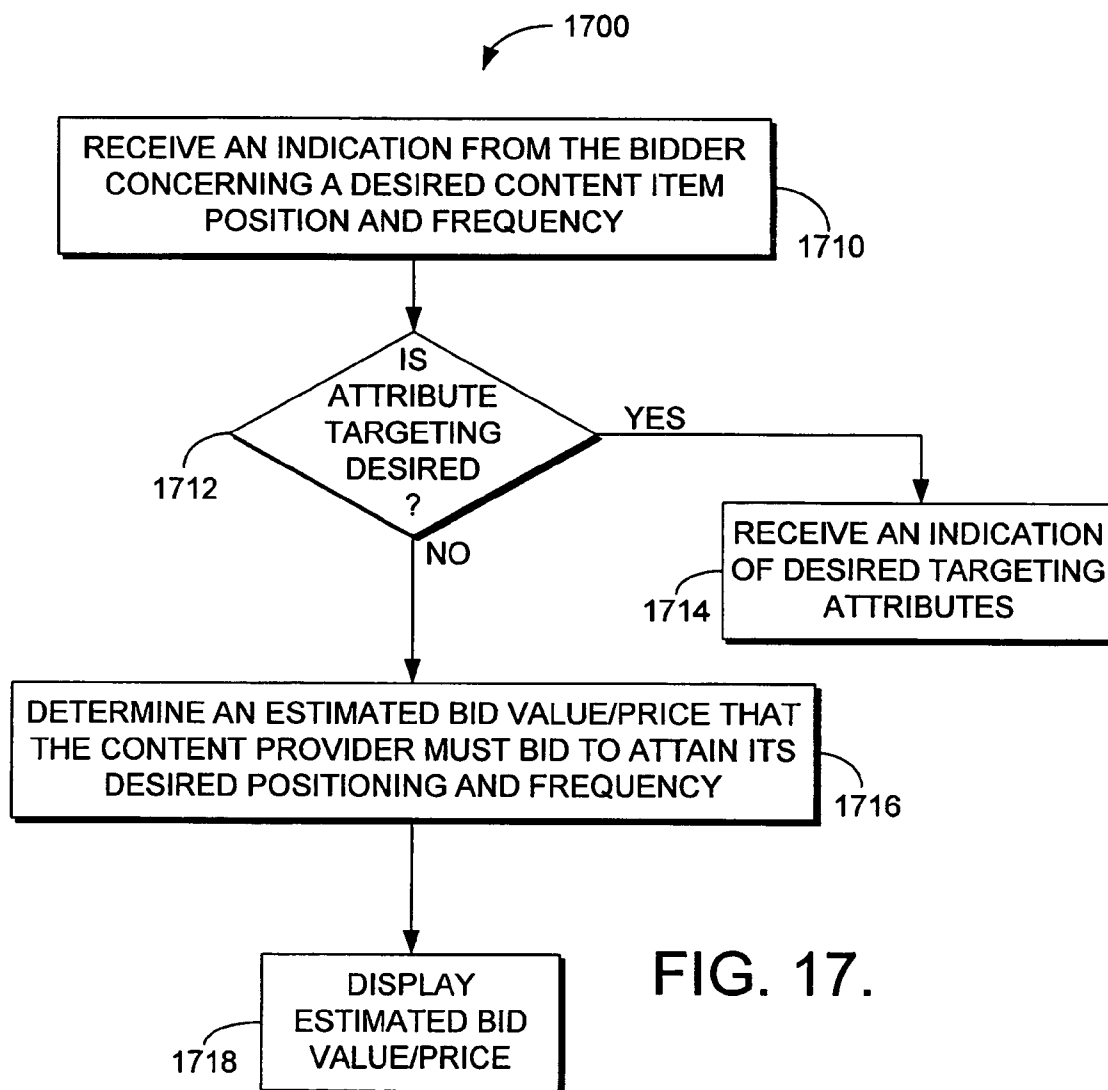 1700
RECEIVE AN INDICATION FROM THE BIDDER
CONCERNING A DESIRED CONTENT ITEM
POSITION AND FREQUENCY
1710
IS
ATTRIBUTE
TARGETING
DESIRED
?
1712
YES
NO
RECEIVE AN INDICATION
OF DESIRED TARGETING
ATTRIBUTES
1714
DETERMINE AN ESTIMATED BID VALUE/PRICE THAT
THE CONTENT PROVIDER MUST BID TO ATTAIN ITS
DESIRED POSITIONING AND FREQUENCY
1716
DISPLAY
ESTIMATED BID
VALUE/PRICE
1718
FIG. 17.